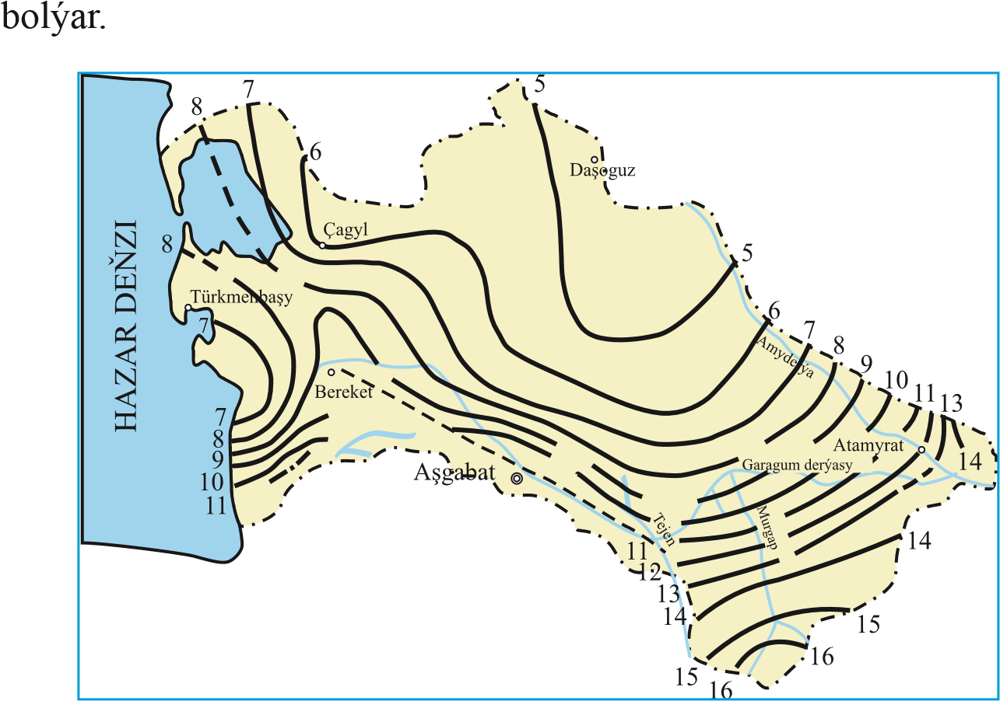 bolýar.
7
5
8
6
Daşoguz
Çagyl
8
5
HAZAR DEŇZI
Türkmenbaşy
7
6
7
8
9
10
11
13
Amyderýa
Bereket
7
8
9
10
11
Atamyrat
14
Garagum derýasy
Aşgabat
Tejen
Murgap
11
12
13
14
14
15
15
16
16